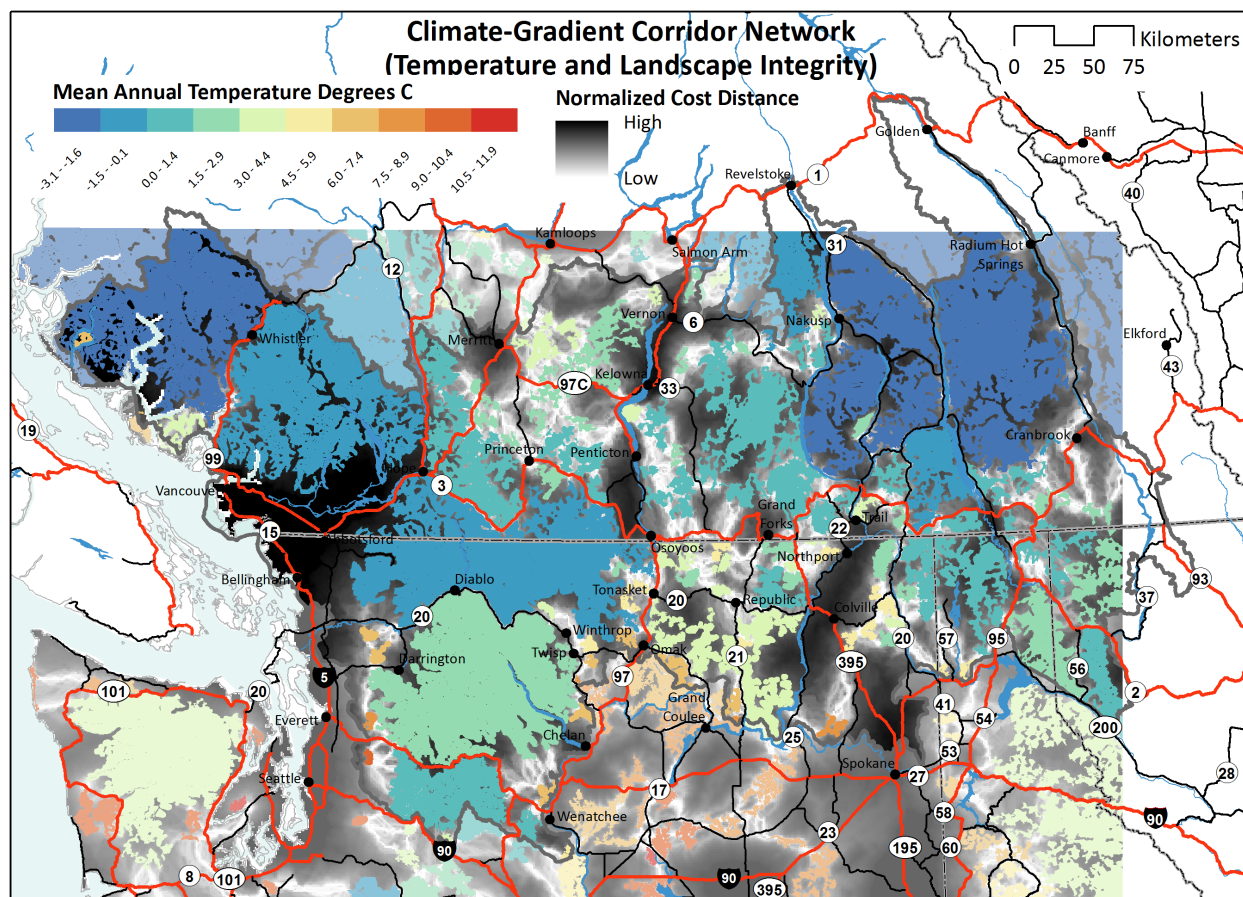 Climate-Gradient Corridor Network
(Temperature and Landscape Integrity)
Kilometers
0 25 50 75
Mean Annual Temperature Degrees C
-3.1 - -1.6
-1.5 - -0.1
0.0 - 1.4
1.5 - 2.9
3.0 - 4.4
4.5 - 5.9
6.0 - 7.4
7.5 - 8.9
9.0 - 10.4
10.5 - 11.9
Normalized Cost Distance
High
Low
Golden
Banff
Canmore
Revelstoke
1
40
Kamloops
Salmon Arm
31
Radium Hot
Springs
12
Vernon
6
Nakusp
Whistler
Merritt
Elkford
43
97C
Kelowna
33
19
99
Hope
3
Princeton
Penticton
Cranbrook
Vancouver
15
Abbotsford
Grand
Forks
22
Trail
Osoyoos
Northport
Bellingham
Diablo
20
Tonasket
20
Republic
Colville
93
37
Winthrop
Twisp
Omak
21
20
57
95
Darrington
395
56
101
20
5
97
Grand
Coulee
41
54
2
200
Everett
Chelan
25
53
Seattle
Spokane
27
28
17
Wenatchee
58
90
23
195
60
90
8
101
90
395